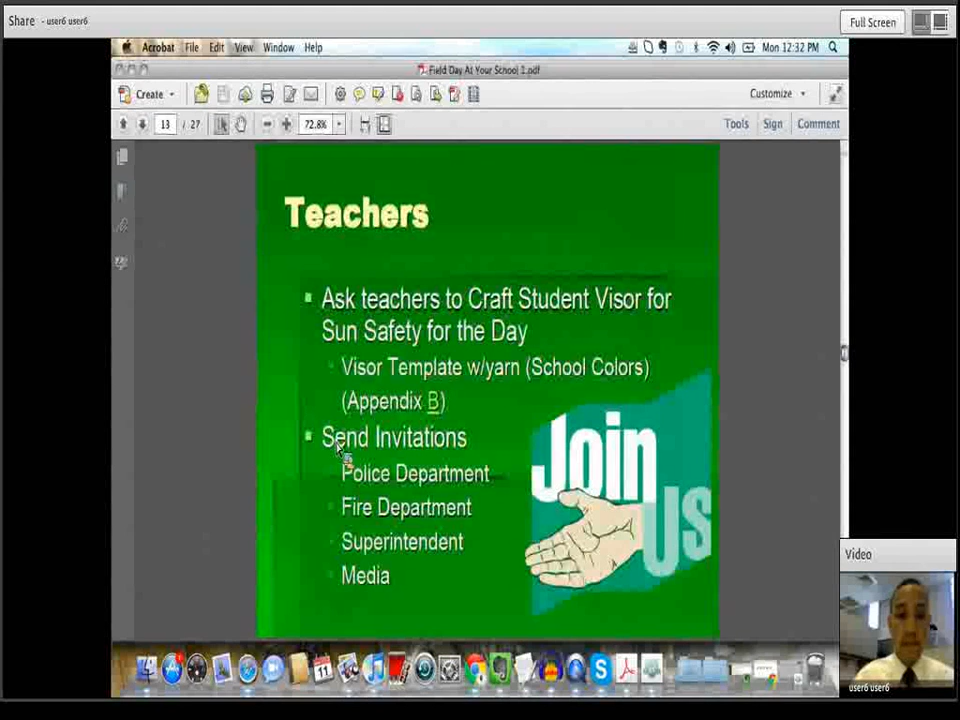 Share - user6 user6
Full Screen
Acrobat File Edit View Window Help
Mon 12:32 PM
Field Day At Your School 1.pdf
Create
Customize
13 / 27
72.8%
Tools Sign Comment
Teachers
Ask teachers to Craft Student Visor for
Sun Safety for the Day
Visor Template w/yarn (School Colors)
(Appendix B)
Send Invitations
Police Department
Fire Department
Superintendent
Media
Join
US
Video
11
user6 user6